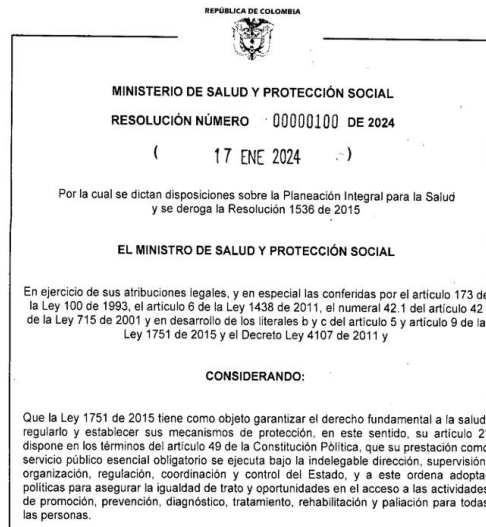 REPÚBLICA DE COLOMBIA
MINISTERIO DE SALUD Y PROTECCIÓN SOCIAL
RESOLUCIÓN NÚMERO 00000100 DE 2024
( 17 ENE 2024 )
Por la cual se dictan disposiciones sobre la Planeación Integral para la Salud
y se deroga la Resolución 1536 de 2015
EL MINISTRO DE SALUD Y PROTECCIÓN SOCIAL
En ejercicio de sus atribuciones legales, y en especial las conferidas por el artículo 173 de
la Ley 100 de 1993, el artículo 6 de la Ley 1438 de 2011, el numeral 42.1 del artículo 42
de la Ley 715 de 2001 y en desarrollo de los literales b y c del artículo 5 y artículo 9 de la
Ley 1751 de 2015 y el Decreto Ley 4107 de 2011 y
CONSIDERANDO:
Que la Ley 1751 de 2015 tiene como objeto garantizar el derecho fundamental a la salud
regularlo y establecer sus mecanismos de protección, en este sentido, su artículo 2°
dispone en los términos del artículo 49 de la Constitución Política, que su prestación como
servicio público esencial obligatorio se ejecuta bajo la indelegable dirección, supervisión
organización, regulación, coordinación y control del Estado, y a este ordena adopta
políticas para asegurar la igualdad de trato y oportunidades en el acceso a las actividades
de promoción, prevención, diagnóstico, tratamiento, rehabilitación y paliación para todas
las personas.